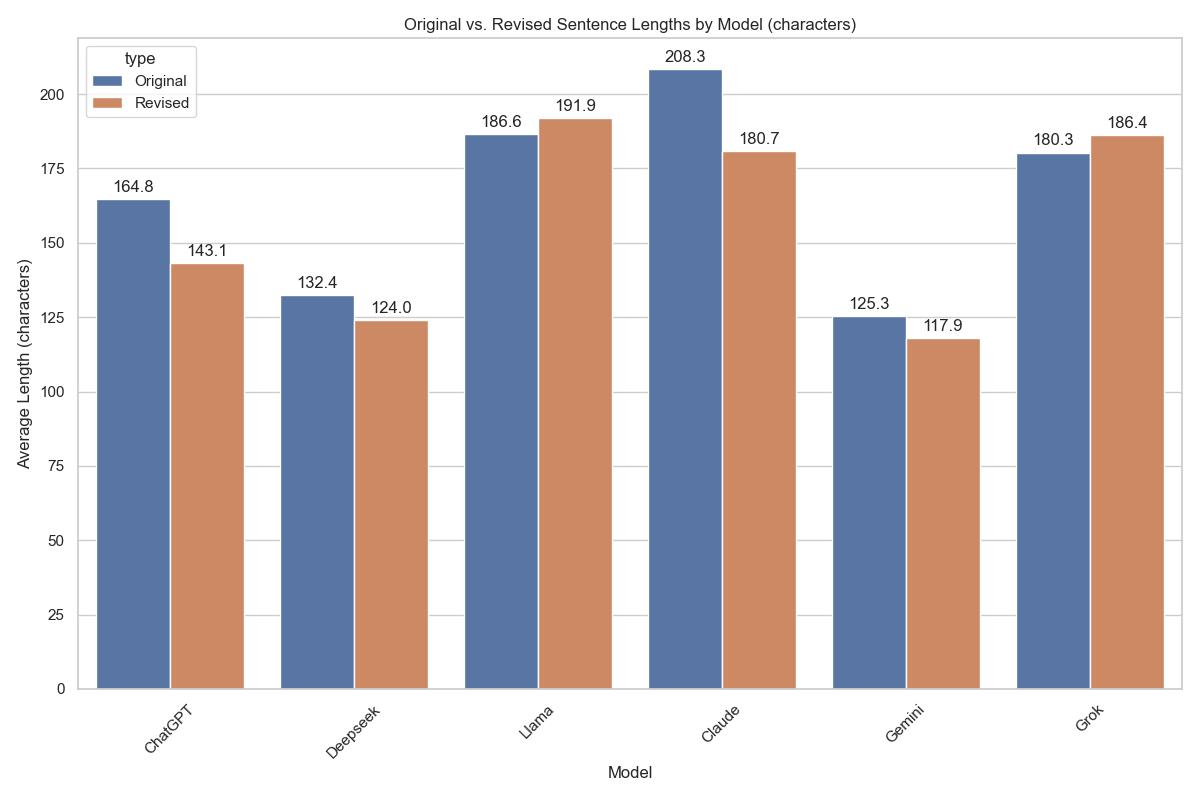 Original vs. Revised Sentence Lengths by Model (characters)
type
Original
Revised
208.3
191.9
186.6
180.7
180.3
186.4
164.8
143.1
132.4
124.0
125.3
117.9
200
175
150
125
100
75
50
25
0
Average Length (characters)
ChatGPT
Deepseek
Llama
Claude
Gemini
Grok
Model